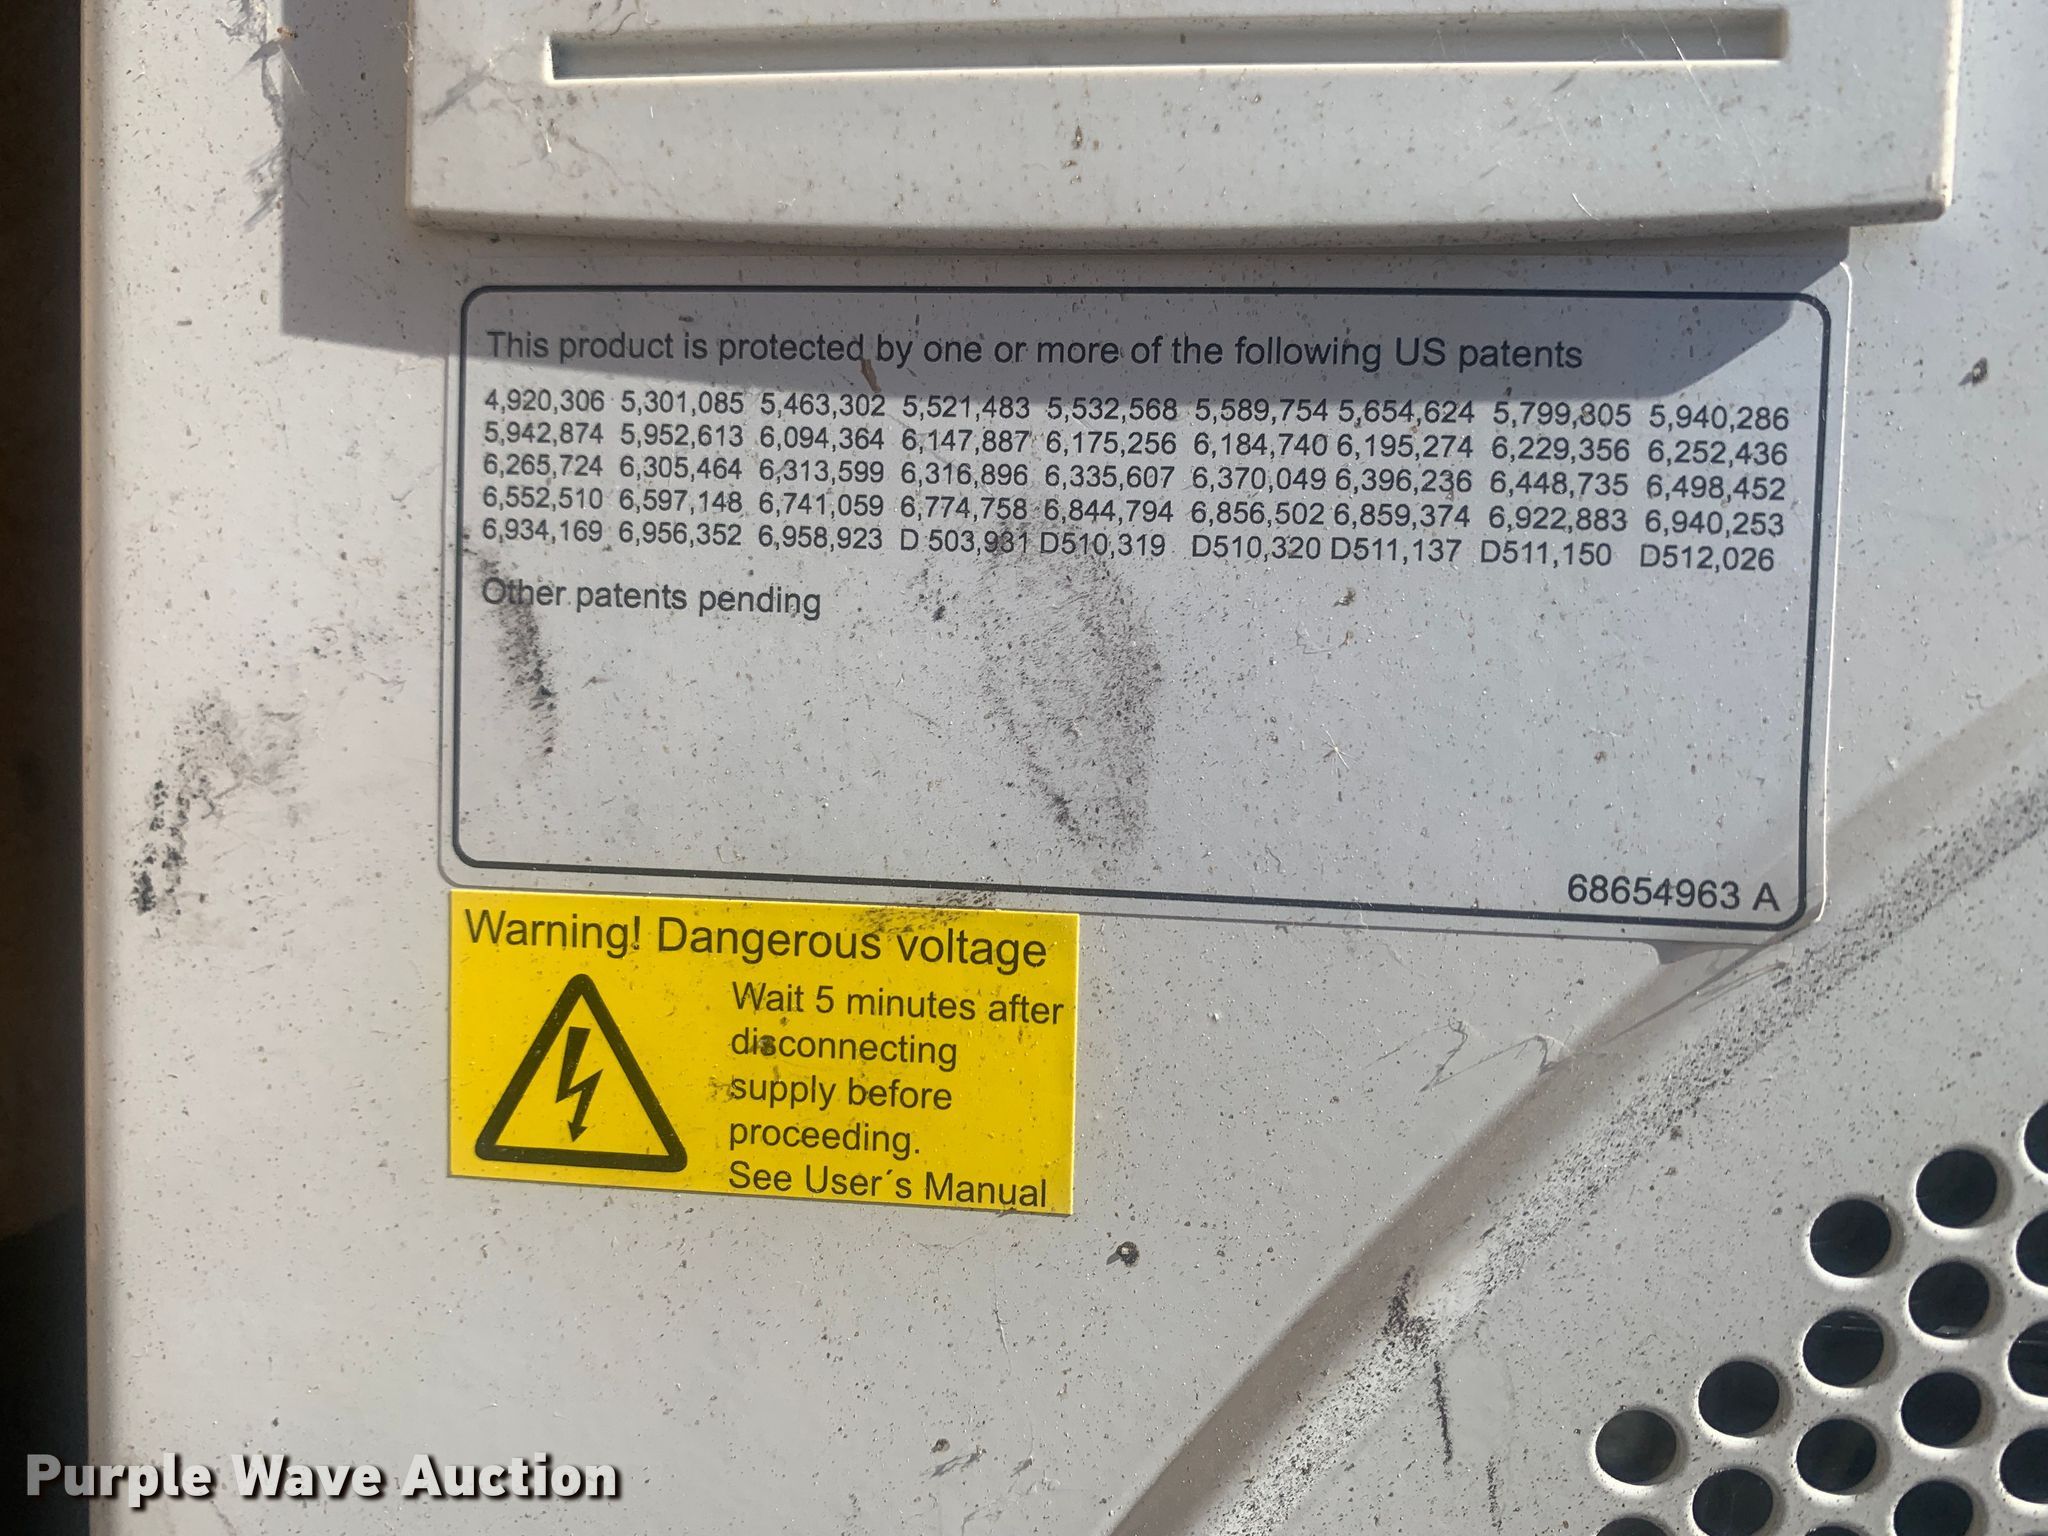 This product is protected by one or more of the following US patents
4,920,306 5,301,085 5,463,302 5,521,483 5,532,568 5,589,754 5,654,624 5,799,805 5,940,286
5,942,874 5,952,613 6,094,364 6,147,887 6,175,256 6,184,740 6,195,274 6,229,356 6,252,436
6,265,724 6,305,464 6,313,599 6,316,896 6,335,607 6,370,049 6,396,236 6,448,735 6,498,452
6,552,510 6,597,148 6,741,059 6,774,758 6,844,794 6,856,502 6,859,374 6,922,883 6,940,253
6,934,169 6,956,352 6,958,923 D 503,931 D510,319 D510,320 D511,137 D511,150 D512,026
Other patents pending
68654963 A
Warning! Dangerous voltage
Wait 5 minutes after
disconnecting
supply before
proceeding.
See User´s Manual
Purple Wave Auction